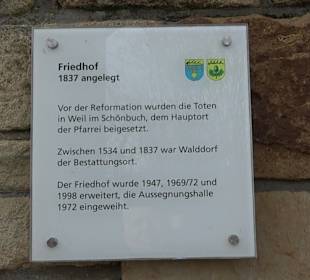 Friedhof
1837 angelegt
Vor der Reformation wurden die Toten
in Weil im Schönbuch, dem Hauptort
der Pfarrei beigesetzt.
Zwischen 1534 und 1837 war Walddorf
der Bestattungsort.
Der Friedhof wurde 1947, 1969/72 und
1998 erweitert, die Aussegnungshalle
1972 eingeweiht.